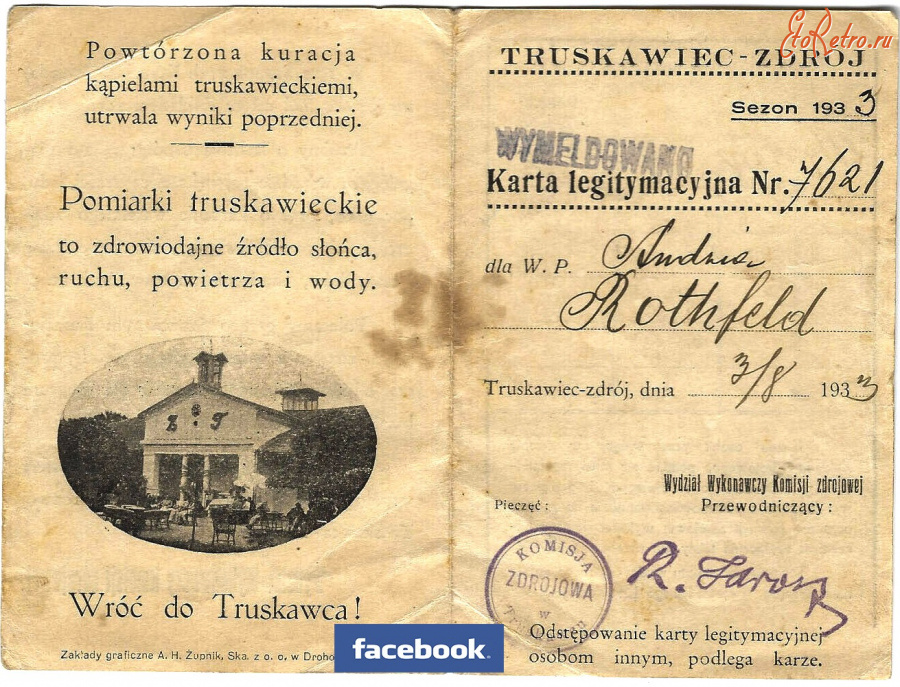 Powtórzona kuracja
kąpielami truskawieckiemi,
utrwala wyniki poprzedniej.
Pomiarki truskawieckie
to zdrowiodajne źródło słońca,
ruchu, powietrza i wody.
Z T
Wróć do Truskawca!
Zakłady graficzne A. H. Żupnik, Ska. z o. o. w Droho
facebook.
EtoRetro.ru
TRUSKAWIEC-ZDRÓJ
Sezon 1933
WYMELDOWANO
Karta legitymacyjna Nr. 7621
dla W. P. Andzia
Rothfeld
Truskawiec-zdrój, dnia 3/8 1933
Wydział Wykonawczy Komisji zdrojowej
Przewodniczący:
Pieczęć:
KOMISJA
ZDROJOWA
w
R. Jarosz
Odstępowanie karty legitymacyjnej
osobom innym, podlega karze.